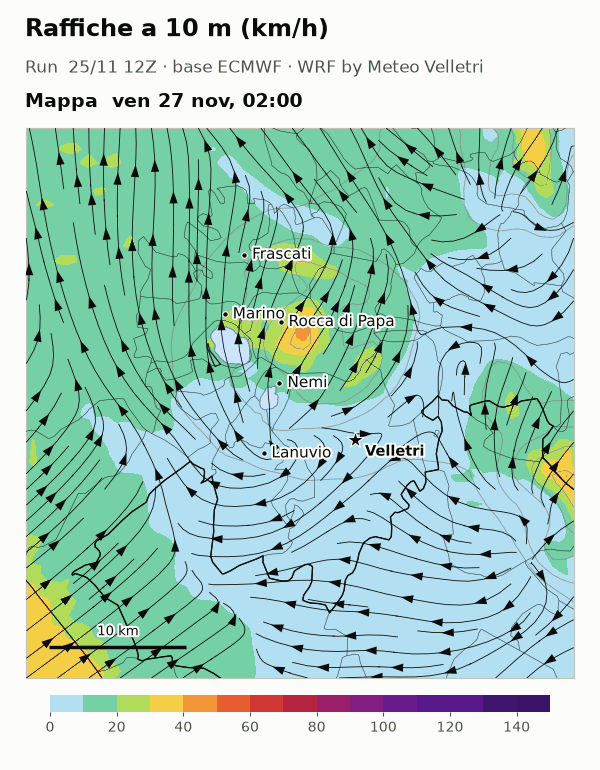 Raffiche a 10 m (km/h)
Run  25/11 12Z · base ECMWF · WRF by Meteo Velletri
Mappa  ven 27 nov, 02:00
Frascati
Marino
Rocca di Papa
Nemi
Velletri
Lanuvio
10 km
0 20 40 60 80 100 120 140